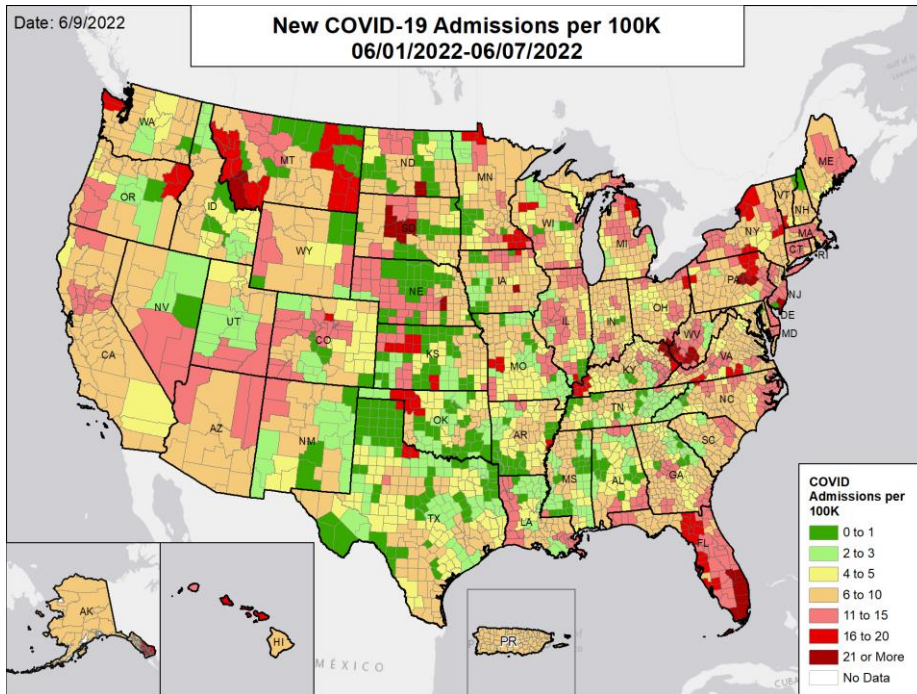 Date: 6/9/2022
New COVID-19 Admissions per 100K
06/01/2022-06/07/2022
WA
MT
ND
MN
ME
OR
ID
SD
WI
VT
NH
WY
MI
NY
MA
CT
RI
IA
NE
PA
NJ
NV
UT
CO
IL
IN
OH
DE
MD
WV
VA
CA
KS
MO
KY
NC
TN
AZ
NM
OK
AR
SC
MS
AL
GA
TX
LA
FL
AK
HI
PR
MÉXICO
CUBA
COVID
Admissions per
100K
0 to 1
2 to 3
4 to 5
6 to 10
11 to 15
16 to 20
21 or More
No Data